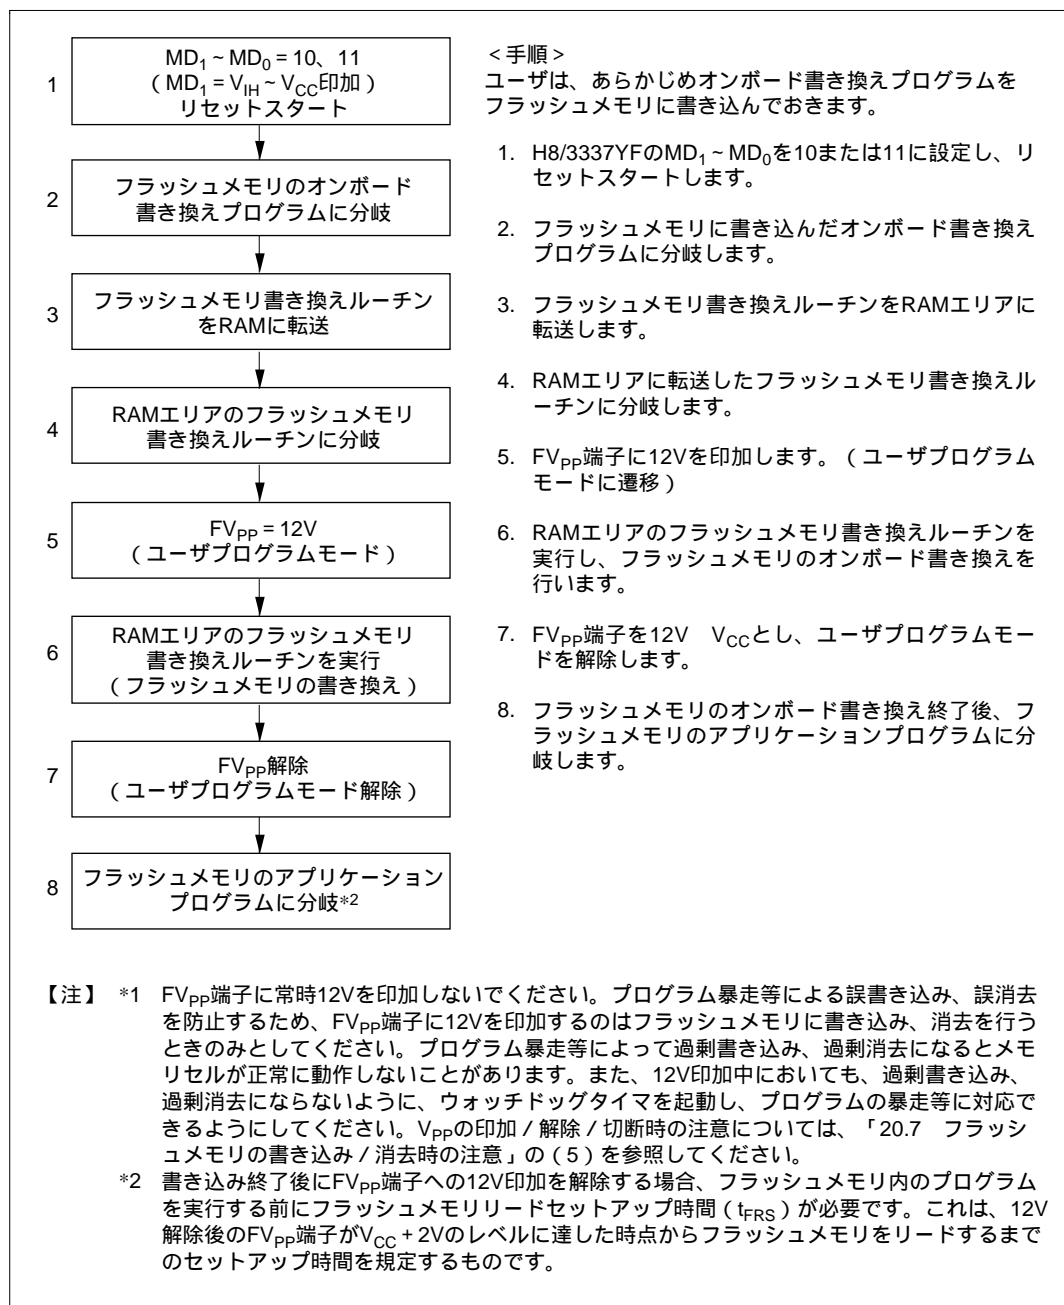 1
MD1 ~ MD0 = 10、11
( MD1 = VIH ~ VCC印加 )
リセットスタート
2
フラッシュメモリのオンボード
書き換えプログラムに分岐
3
フラッシュメモリ書き換えルーチン
をRAMに転送
4
RAMエリアのフラッシュメモリ
書き換えルーチンに分岐
5
FVPP = 12V
( ユーザプログラムモード )
6
RAMエリアのフラッシュメモリ
書き換えルーチンを実行
( フラッシュメモリの書き換え )
7
FVPP解除
( ユーザプログラムモード解除 )
8
フラッシュメモリのアプリケーション
プログラムに分岐*2
<手順>
ユーザは、あらかじめオンボード書き換えプログラムを
フラッシュメモリに書き込んでおきます。
1. H8/3337YFのMD1 ~ MD0を10または11に設定し、リ
セットスタートします。
2. フラッシュメモリに書き込んだオンボード書き換え
プログラムに分岐します。
3. フラッシュメモリ書き換えルーチンをRAMエリアに
転送します。
4. RAMエリアに転送したフラッシュメモリ書き換えル
ーチンに分岐します。
5. FVPP端子に12Vを印加します。( ユーザプログラム
モードに遷移 )
6. RAMエリアのフラッシュメモリ書き換えルーチンを
実行し、フラッシュメモリのオンボード書き換えを
行います。
7. FVPP端子を12V VCCとし、ユーザプログラムモー
ドを解除します。
8. フラッシュメモリのオンボード書き換え終了後、フ
ラッシュメモリのアプリケーションプログラムに分
岐します。
【注】 *1 FVPP端子に常時12Vを印加しないでください。プログラム暴走等による誤書き込み、誤消去
を防止するため、FVPP端子に12Vを印加するのはフラッシュメモリに書き込み、消去を行う
ときのみとしてください。プログラム暴走等によって過剰書き込み、過剰消去になるとメモ
リセルが正常に動作しないことがあります。また、12V印加中においても、過剰書き込み、
過剰消去にならないように、ウォッチドッグタイマを起動し、プログラムの暴走等に対応で
きるようにしてください。VPPの印加/解除/切断時の注意については、「20.7 フラッシ
ュメモリの書き込み/消去時の注意」の(5)を参照してください。
*2 書き込み終了後にFVPP端子への12V印加を解除する場合、フラッシュメモリ内のプログラム
を実行する前にフラッシュメモリリードセットアップ時間( tFRS )が必要です。これは、12V
解除後のFVPP端子がVCC + 2Vのレベルに達した時点からフラッシュメモリをリードするまで
のセットアップ時間を規定するものです。